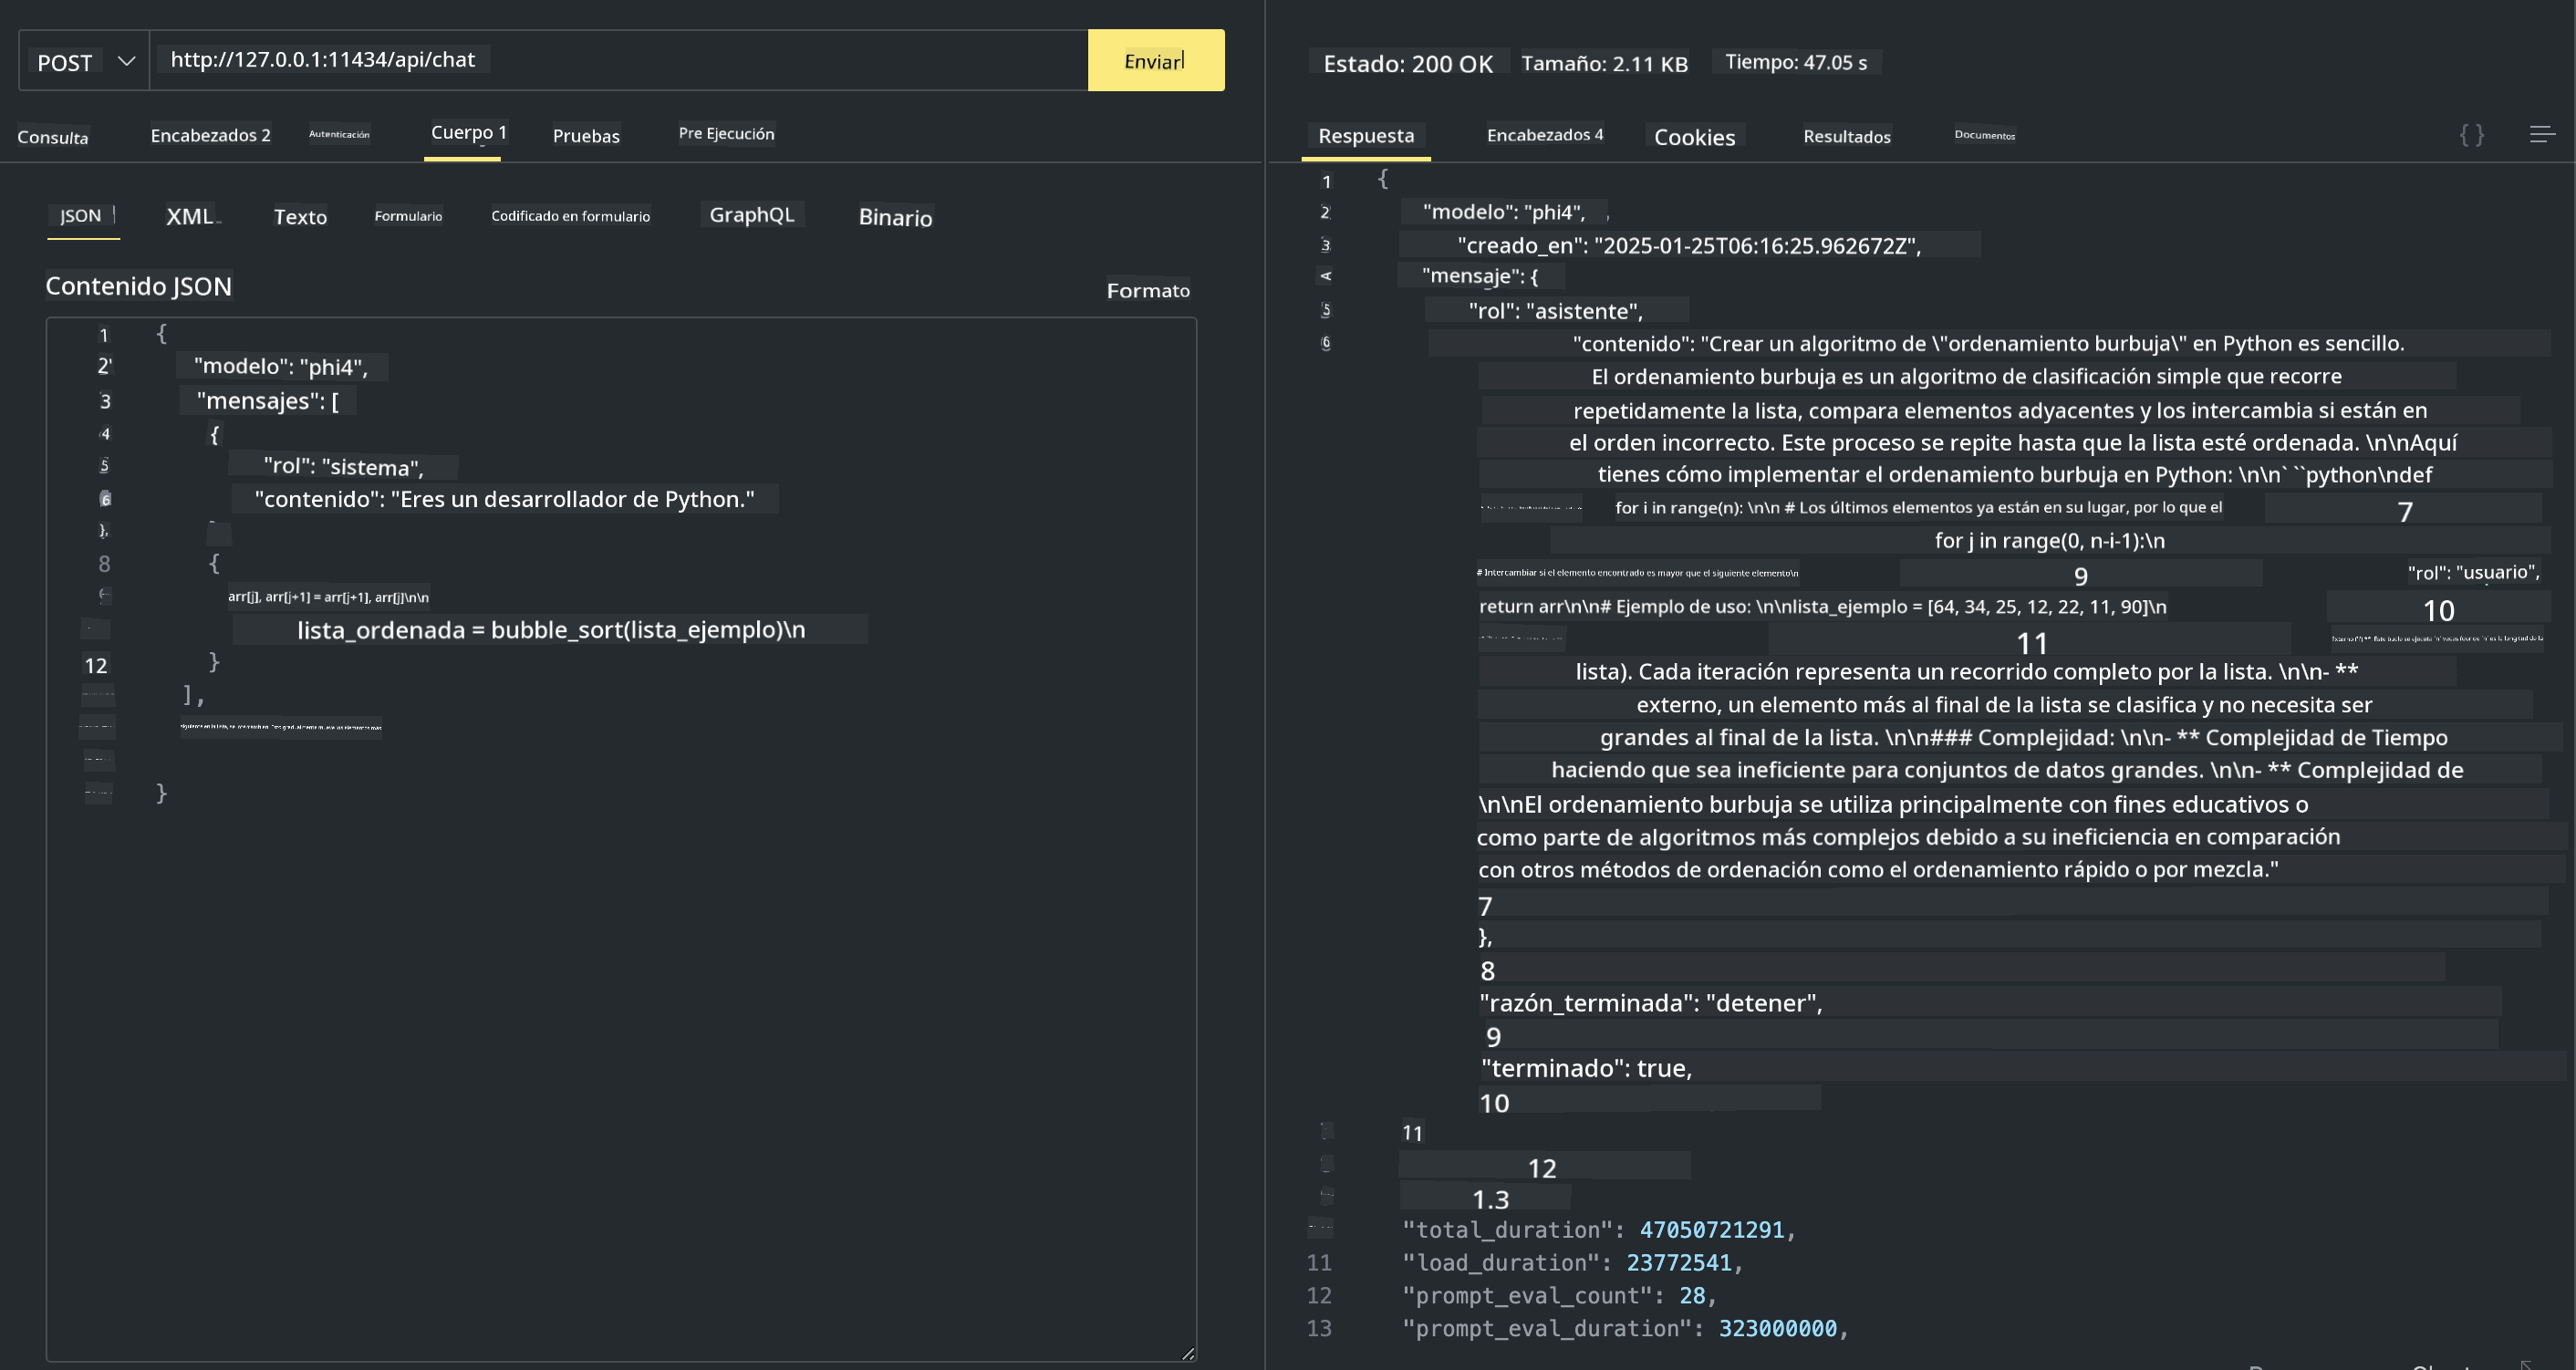 POST http://127.0.0.1:11434/api/chat Enviar
Consulta Encabezados 2 Autenticación Cuerpo 1 Pruebas Pre Ejecución
JSON XML Texto Formulario Codificado en formulario GraphQL Binario
Contenido JSON Formato
1 {
2 "modelo": "phi4",
3 "mensajes": [
4 {
5 "rol": "sistema",
6 "contenido": "Eres un desarrollador de Python."
},
8 {
arr[j], arr[j+1] = arr[j+1], arr[j]\n\n
lista_ordenada = bubble_sort(lista_ejemplo)\n
12 }
],
}
Estado: 200 OK Tamaño: 2.11 KB Tiempo: 47.05 s
Respuesta Encabezados 4 Cookies Resultados Documentos { }
1 {
2 "modelo": "phi4",
3 "creado_en": "2025-01-25T06:16:25.962672Z",
"mensaje": {
5 "rol": "asistente",
6 "contenido": "Crear un algoritmo de \"ordenamiento burbuja\" en Python es sencillo.
El ordenamiento burbuja es un algoritmo de clasificación simple que recorre
repetidamente la lista, compara elementos adyacentes y los intercambia si están en
el orden incorrecto. Este proceso se repite hasta que la lista esté ordenada. \n\nAquí
tienes cómo implementar el ordenamiento burbuja en Python: \n\n` ``python\ndef
for i in range(n): \n\n # Los últimos elementos ya están en su lugar, por lo que el 7
for j in range(0, n-i-1):\n
# Intercambiar si el elemento encontrado es mayor que el siguiente elemento\n 9 "rol": "usuario",
return arr\n\n# Ejemplo de uso: \n\nlista_ejemplo = [64, 34, 25, 12, 22, 11, 90]\n 10
11
lista). Cada iteración representa un recorrido completo por la lista. \n\n- **
externo, un elemento más al final de la lista se clasifica y no necesita ser
grandes al final de la lista. \n\n### Complejidad: \n\n- ** Complejidad de Tiempo
haciendo que sea ineficiente para conjuntos de datos grandes. \n\n- ** Complejidad de
\n\nEl ordenamiento burbuja se utiliza principalmente con fines educativos o
como parte de algoritmos más complejos debido a su ineficiencia en comparación
con otros métodos de ordenación como el ordenamiento rápido o por mezcla."
7
},
8
"razón_terminada": "detener",
9
"terminado": true,
10
11
12
1.3
"total_duration": 47050721291,
11 "load_duration": 23772541,
12 "prompt_eval_count": 28,
13 "prompt_eval_duration": 323000000,